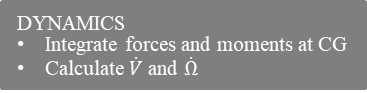 DYNAMICS
• Integrate forces and moments at CG
• Calculate V̇ and Ω̇